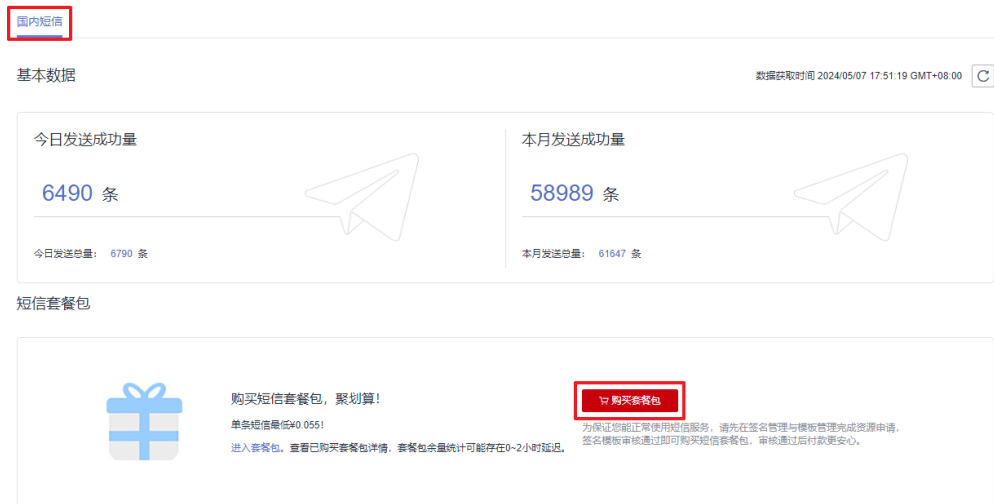 国内短信
基本数据
数据获取时间 2024/05/07 17:51:19 GMT+08:00
今日发送成功量
6490 条
今日发送总量： 6790 条
本月发送成功量
58989 条
本月发送总量： 61647 条
短信套餐包
购买短信套餐包，聚划算！
单条短信最低¥0.055！
进入套餐包。查看已购买套餐包详情，套餐包余量统计可能存在0~2小时延迟。
购买套餐包
为保证您能正常使用短信服务，请先在签名管理与模板管理完成资源申请，
签名模板审核通过即可购买短信套餐包，审核通过后付款更安心。